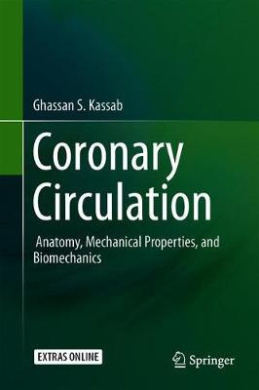 Ghassan S. Kassab
Coronary
Circulation
Anatomy, Mechanical Properties, and
Biomechanics
EXTRAS ONLINE
Springer